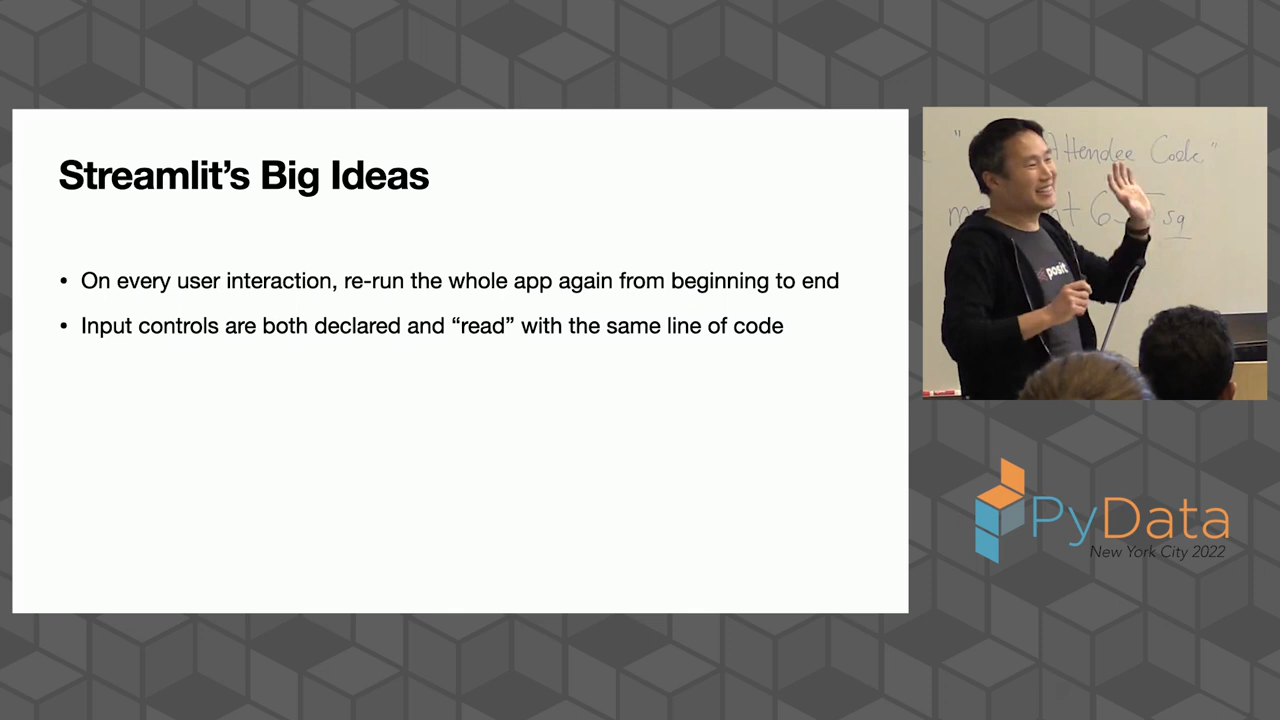 Streamlit's Big Ideas
• On every user interaction, re-run the whole app again from beginning to end
• Input controls are both declared and “read” with the same line of code
Attendee Code"
posit
PyData
New York City 2022